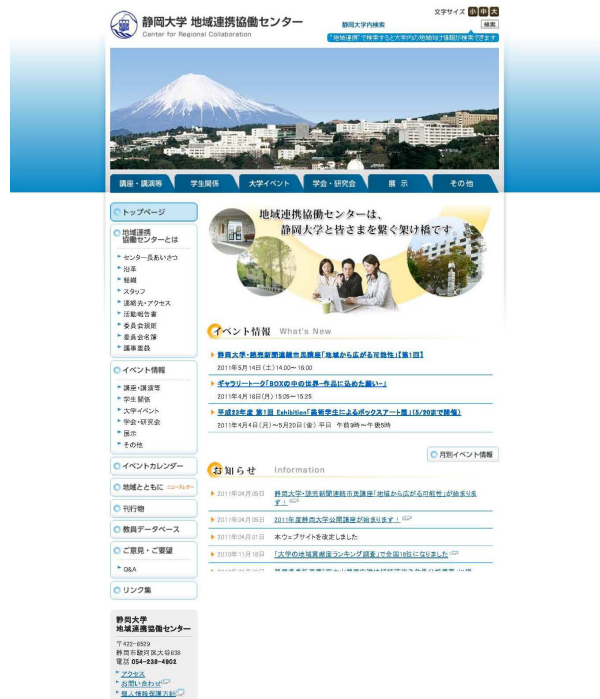 文字サイズ 小 中 大
静岡大学 地域連携協働センター
Center for Regional Collaboration
静岡大学内検索
検索
"地域連携"で検索すると大学内の地域向け情報が検索できます
講座・講演等 学生関係 大学イベント 学会・研究会 展示 その他
トップページ
地域連携
協働センターとは
センター長あいさつ
沿革
組織
スタッフ
連絡先・アクセス
活動報告書
委員会規則
委員会名簿
議事要録
イベント情報
講座・講演等
学生関係
大学イベント
学会・研究会
展示
その他
イベントカレンダー
地域とともに ニューズレター
刊行物
教員データベース
ご意見・ご要望
Q&A
リンク集
静岡大学
地域連携協働センター
〒422-8529
静岡市駿河区大谷836
電話 054-238-4902
アクセス
お問い合わせ
個人情報保護方針
地域連携協働センターは、
静岡大学と皆さまを繋ぐ架け橋です。
イベント情報 What's New
静岡大学・読売新聞連続市民講座「地域から広がる可能性」【第1回】
2011年5月14日(土)14:00～16:00
ギャラリートーク「BOXの中の世界-作品に込めた願い-」
2011年4月18日(月)15:05～15:25
平成23年度 第1回 Exhibition「美術学生によるボックスアート展」(5/20まで開催)
2011年4月4日(月)～5月20日(金) 平日 午前9時～午後5時
月別イベント情報
お知らせ Information
2011年04月05日 静岡大学・読売新聞連続市民講座「地域から広がる可能性」が始まりま
す!
2011年04月05日 2011年度静岡大学公開講座が始まります!
2011年04月01日 本ウェブサイトを改定しました
2010年11月18日 「大学の地域貢献度ランキング調査」で全国18位になりました